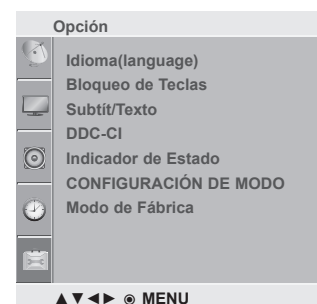 Opción
Idioma(language)
Bloqueo de Teclas
Subtít/Texto
DDC-CI
Indicador de Estado
CONFIGURACIÓN DE MODO
Modo de Fábrica
▲▼◄► ◉ MENU